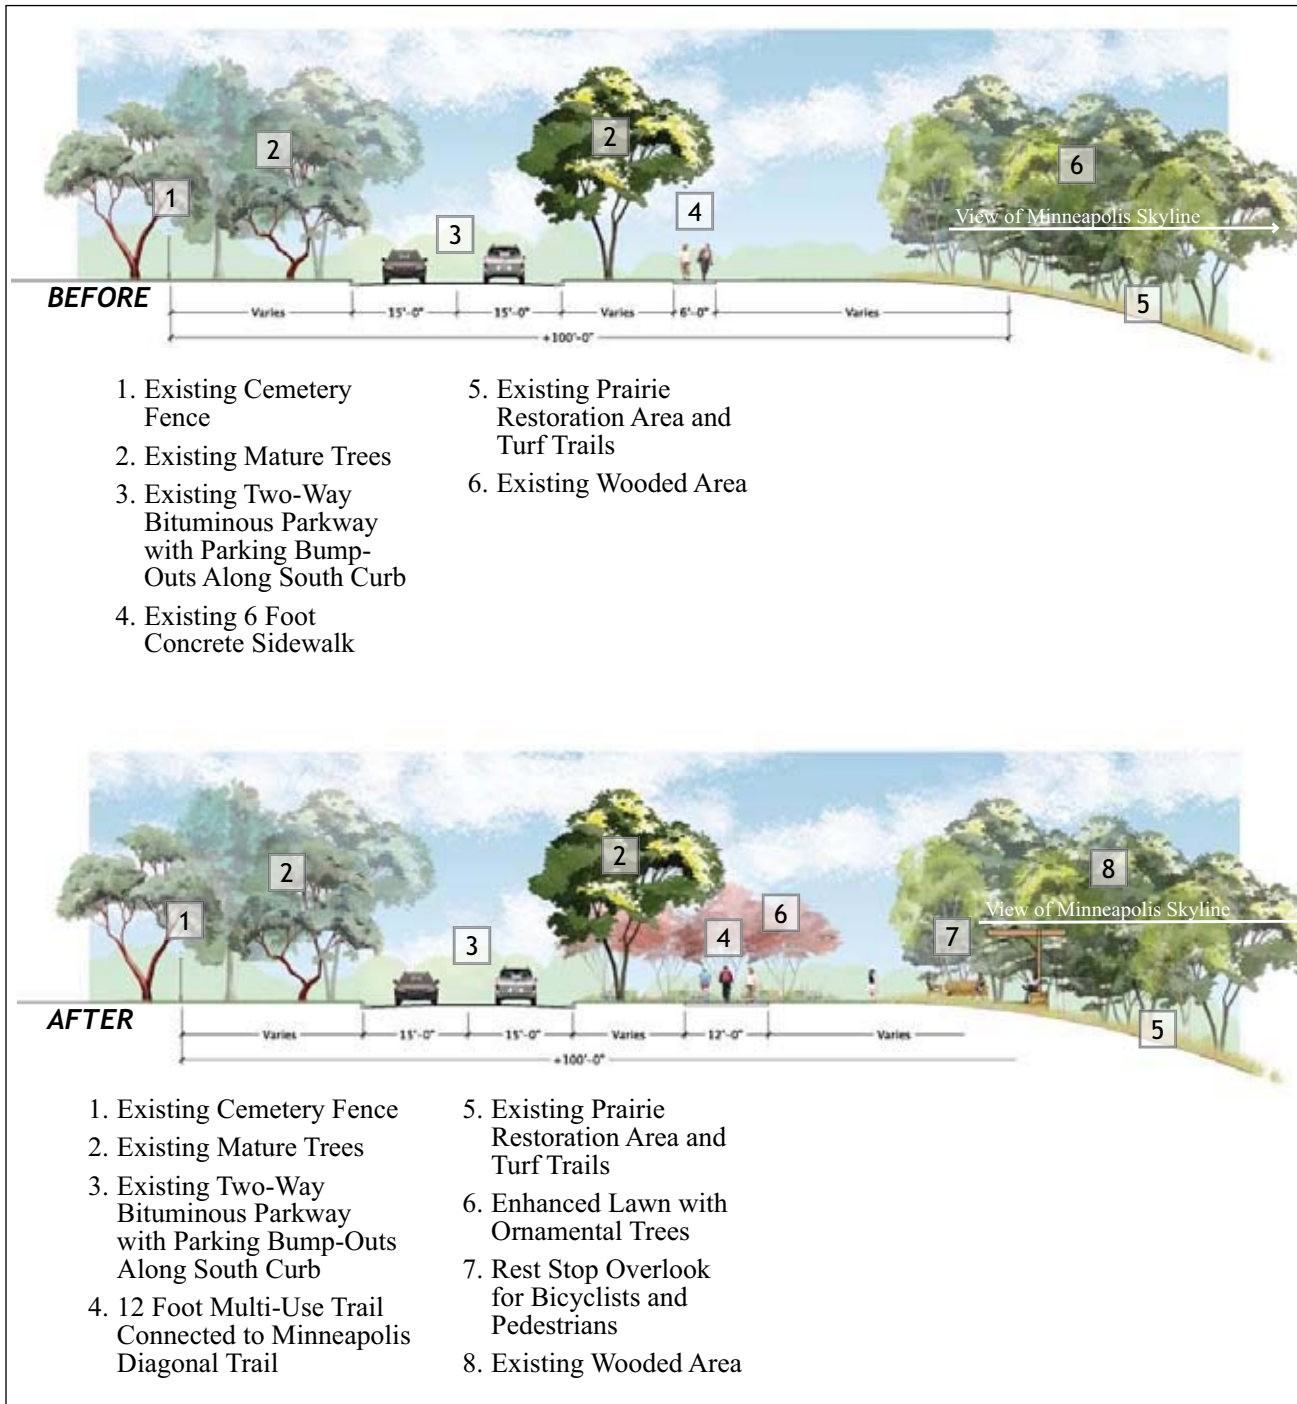 2
2
6
1
4
View of Minneapolis Skyline
3
BEFORE
5
Varies
15'-0"
15'-0"
Varies
6'-0"
Varies
+100'-0"
1. Existing Cemetery
Fence
2. Existing Mature Trees
3. Existing Two-Way
Bituminous Parkway
with Parking Bump-
Outs Along South Curb
4. Existing 6 Foot
Concrete Sidewalk
5. Existing Prairie
Restoration Area and
Turf Trails
6. Existing Wooded Area
2
2
8
1
6
View of Minneapolis Skyline
3
4
7
AFTER
5
Varies
15'-0"
15'-0"
Varies
12'-0"
Varies
+100'-0"
1. Existing Cemetery Fence
2. Existing Mature Trees
3. Existing Two-Way
Bituminous Parkway
with Parking Bump-Outs
Along South Curb
4. 12 Foot Multi-Use Trail
Connected to Minneapolis
Diagonal Trail
5. Existing Prairie
Restoration Area and
Turf Trails
6. Enhanced Lawn with
Ornamental Trees
7. Rest Stop Overlook
for Bicyclists and
Pedestrians
8. Existing Wooded Area